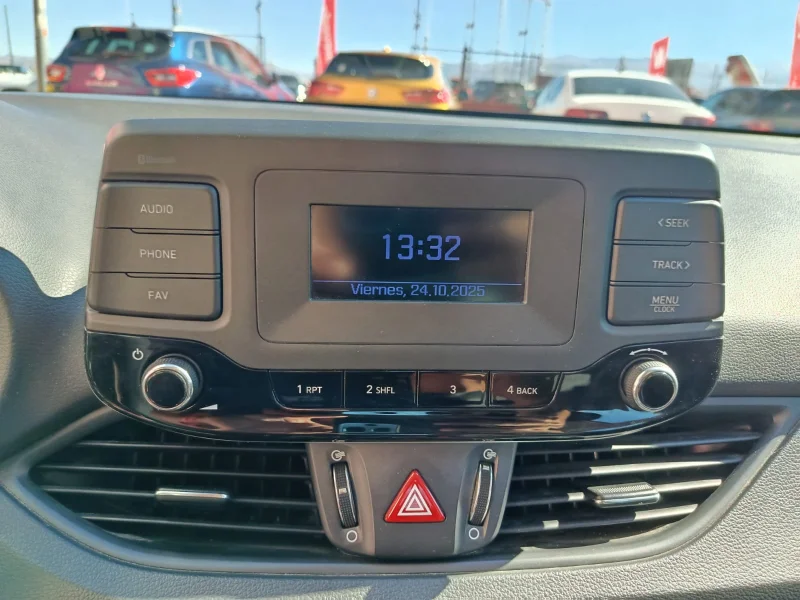 Bluetooth
AUDIO
PHONE
FAV
13:32
Viernes, 24.10.2025
< SEEK
TRACK >
MENU
CLOCK
1 RPT
2 SHFL
3
4 BACK